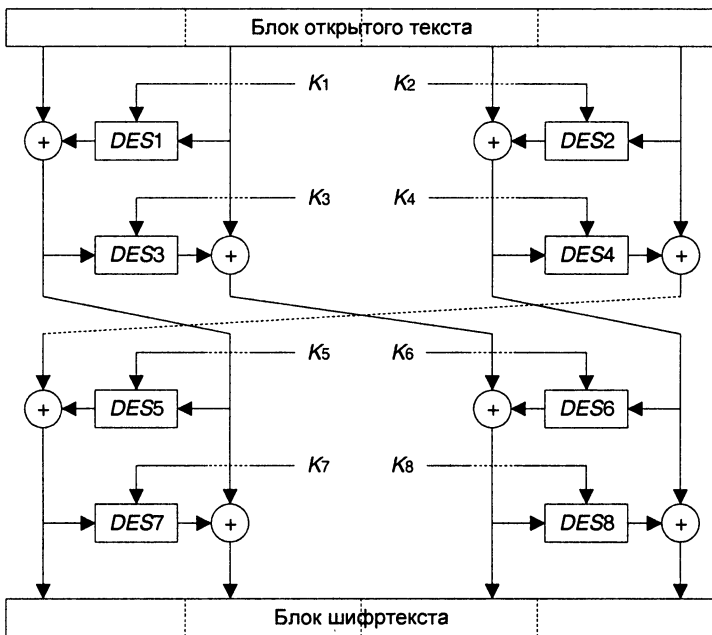 Блок открытого текста
K1 K2
+ DES1 + DES2
K3 K4
DES3 + DES4 +
K5 K6
+ DES5 + DES6
K7 K8
DES7 + DES8 +
Блок шифртекста